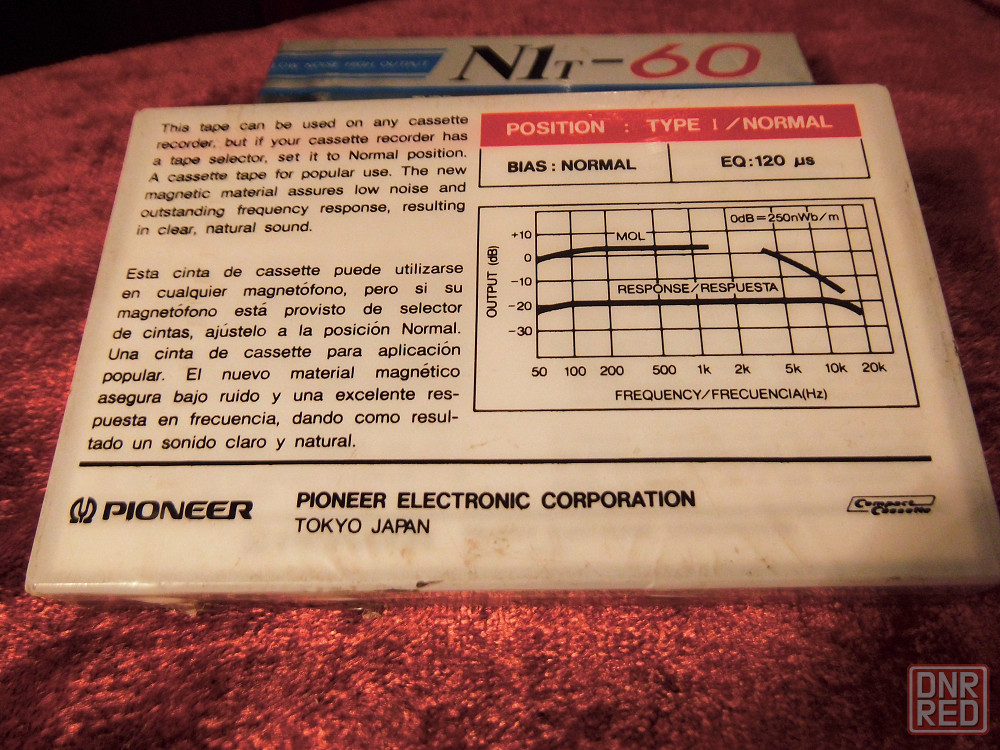 LOW NOISE HIGH OUTPUT
N1T-60
This tape can be used on any cassette
recorder, but if your cassette recorder has
a tape selector, set it to Normal position.
A cassette tape for popular use. The new
magnetic material assures low noise and
outstanding frequency response, resulting
in clear, natural sound.
Esta cinta de cassette puede utilizarse
en cualquier magnetófono, pero si su
magnetófono está provisto de selector
de cintas, ajústelo a la posición Normal.
Una cinta de cassette para aplicación
popular. El nuevo material magnético
asegura bajo ruido y una excelente res-
puesta en frecuencia, dando como resul-
tado un sonido claro y natural.
POSITION : TYPE I/NORMAL
BIAS: NORMAL
EQ:120 µs
0dB=250nWb/m
MOL
RESPONSE/RESPUESTA
OUTPUT (dB)
+10
0
-10
-20
-30
50 100 200 500 1k 2k 5k 10k 20k
FREQUENCY/FRECUENCIA(Hz)
PIONEER
PIONEER ELECTRONIC CORPORATION
TOKYO JAPAN
Compact
Cassette
DNR
RED